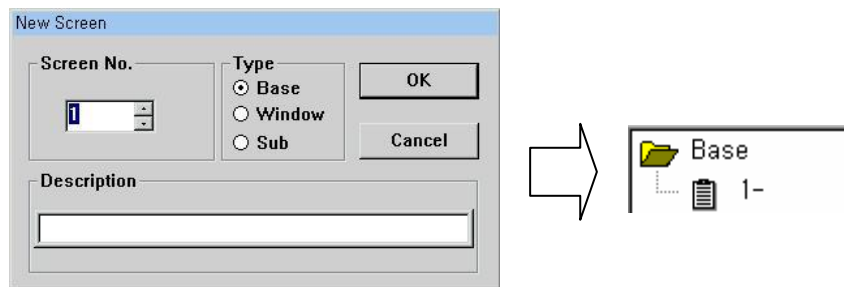 New Screen
Screen No.
1
Type
Base
Window
Sub
OK
Cancel
Description
Base
1-